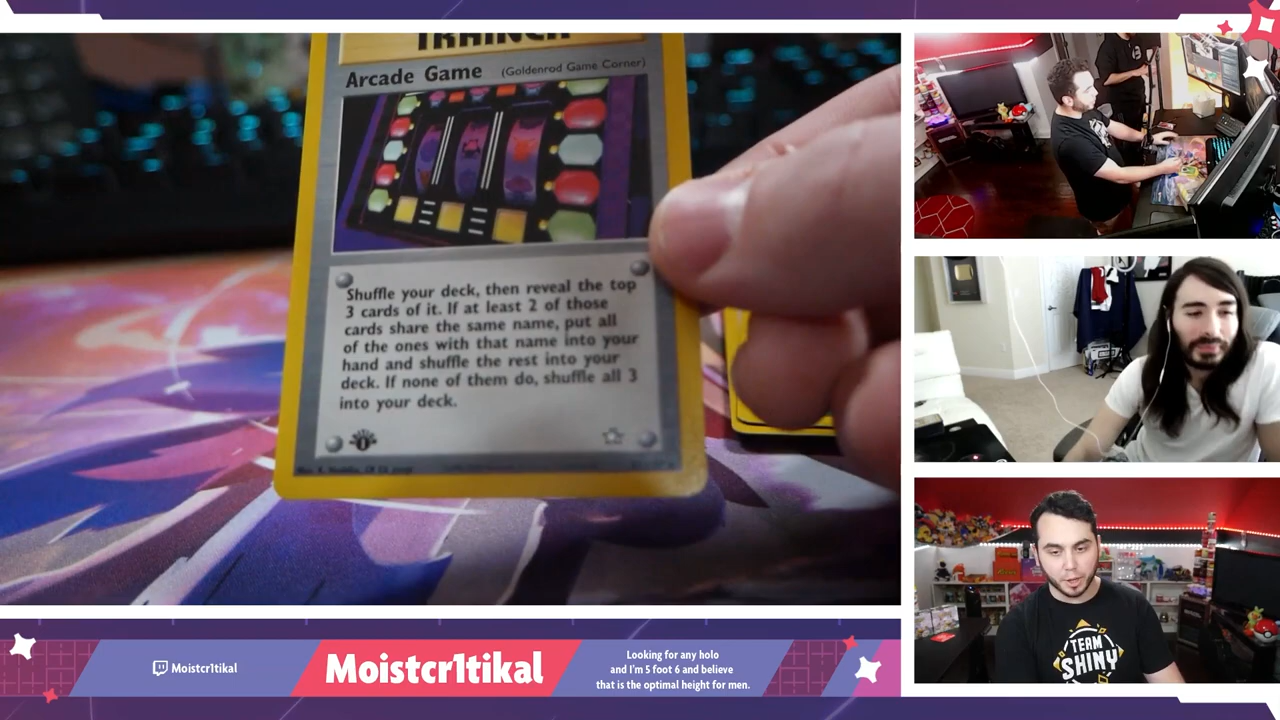 TRAINER
Arcade Game (Goldenrod Game Corner)
Shuffle your deck, then reveal the top
3 cards of it. If at least 2 of those
cards share the same name, put all
of the ones with that name into your
hand and shuffle the rest into your
deck. If none of them do, shuffle all 3
into your deck.
TEAM
SHINY
Moistcr1tikal
Moistcr1tikal
Looking for any holo
and I'm 5 foot 6 and believe
that is the optimal height for men.